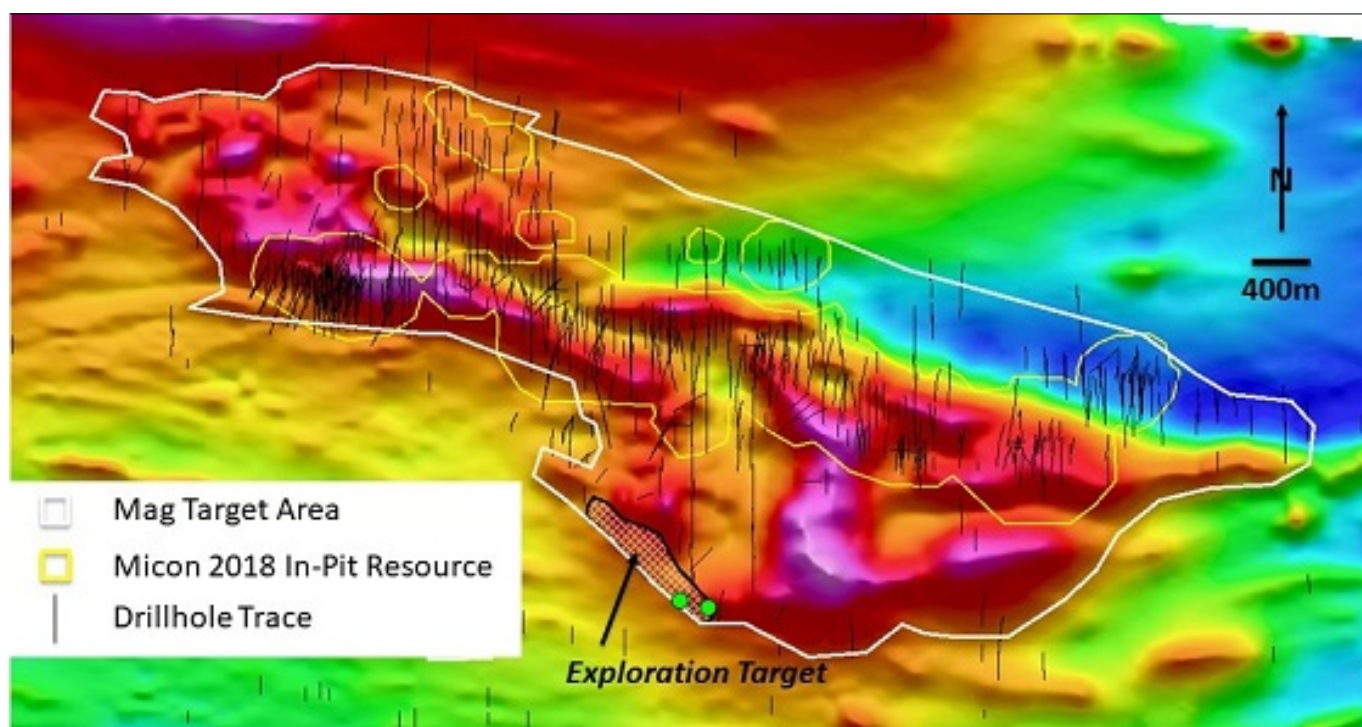 N
400m
Mag Target Area
Micon 2018 In-Pit Resource
Drillhole Trace
Exploration Target